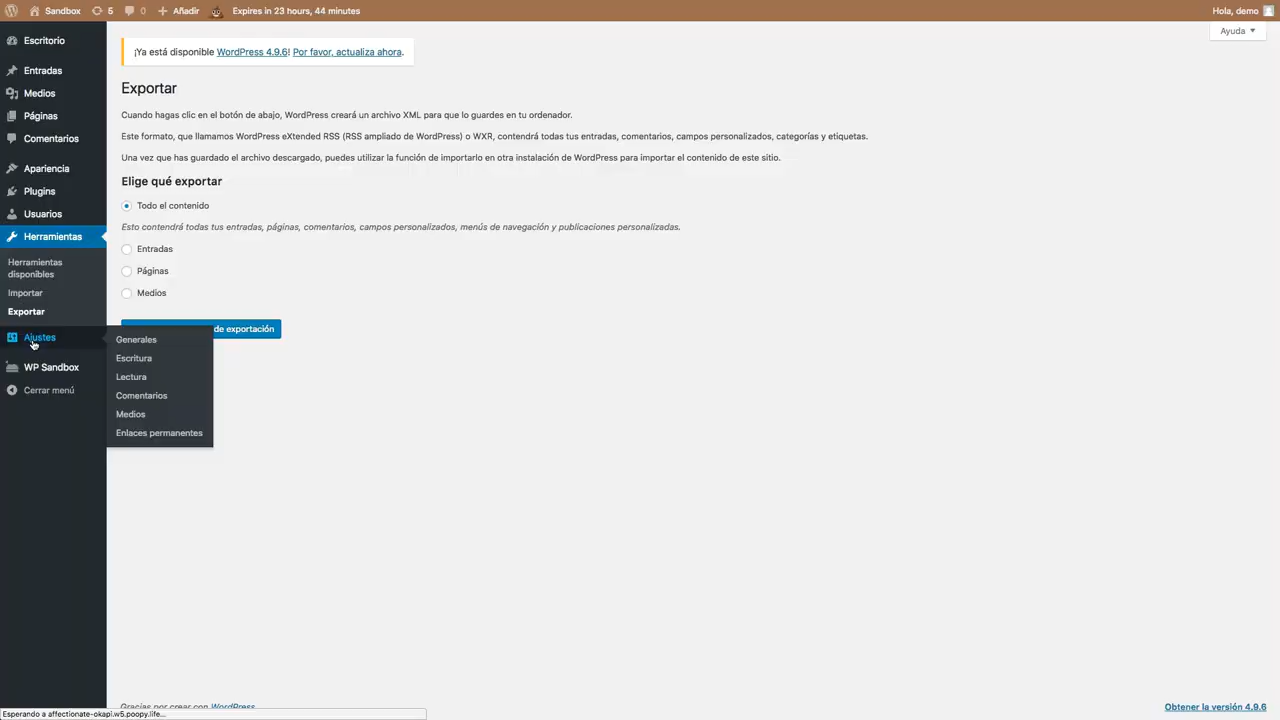 Sandbox 5 0 + Añadir Expires in 23 hours, 44 minutes Hola, demo
Ayuda ▼
Escritorio
Entradas
Medios
Páginas
Comentarios
Apariencia
Plugins
Usuarios
Herramientas
Herramientas
disponibles
Importar
Exportar
Ajustes
WP Sandbox
Cerrar menú
¡Ya está disponible WordPress 4.9.6! Por favor, actualiza ahora.
Exportar
Cuando hagas clic en el botón de abajo, WordPress creará un archivo XML para que lo guardes en tu ordenador.
Este formato, que llamamos WordPress eXtended RSS (RSS ampliado de WordPress) o WXR, contendrá todas tus entradas, comentarios, campos personalizados, categorías y etiquetas.
Una vez que has guardado el archivo descargado, puedes utilizar la función de importarlo en otra instalación de WordPress para importar el contenido de este sitio.
Elige qué exportar
Todo el contenido
Esto contendrá todas tus entradas, páginas, comentarios, campos personalizados, menús de navegación y publicaciones personalizadas.
Entradas
Páginas
Medios
de exportación
Generales
Escritura
Lectura
Comentarios
Medios
Enlaces permanentes
Gracias por crear con WordPress
Obtener la versión 4.9.6
Esperando a affectionate-okapi.w5.poopy.life...